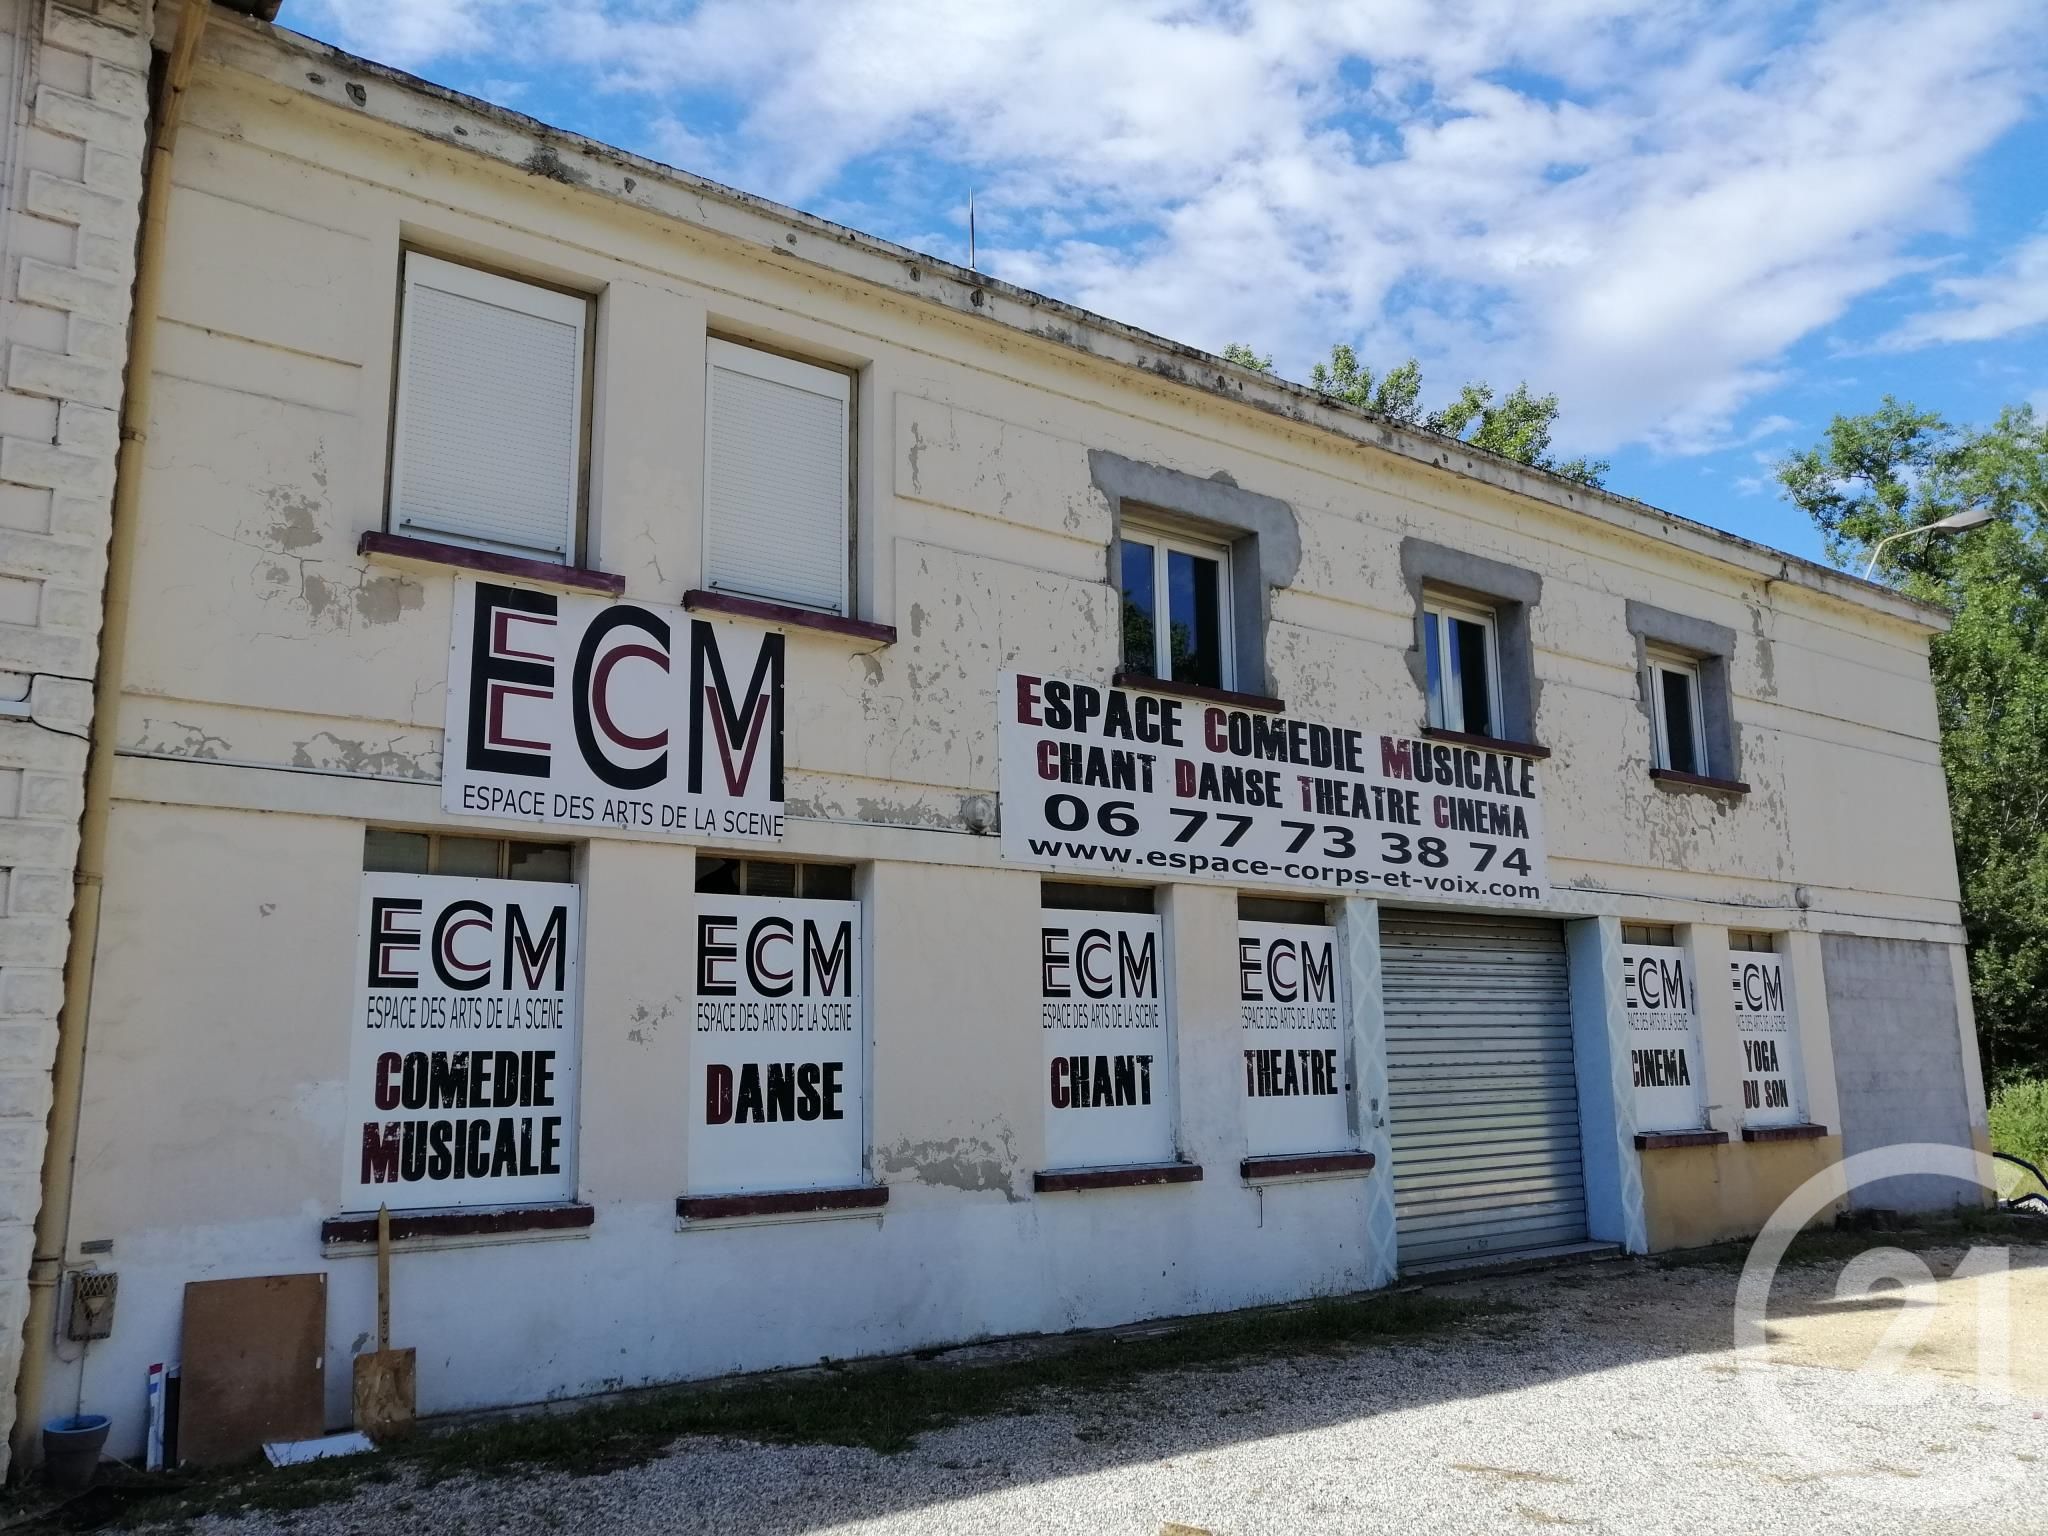 ECM
ESPACE DES ARTS DE LA SCENE
ESPACE COMEDIE MUSICALE
CHANT DANSE THEATRE CINEMA
06 77 73 38 74
www.espace-corps-et-voix.com
ECM
ESPACE DES ARTS DE LA SCENE
COMEDIE
MUSICALE
ECM
ESPACE DES ARTS DE LA SCENE
DANSE
ECM
ESPACE DES ARTS DE LA SCENE
CHANT
ECM
ESPACE DES ARTS DE LA SCENE
THEATRE
ECM
ESPACE DES ARTS DE LA SCENE
CINEMA
ECM
ESPACE DES ARTS DE LA SCENE
YOGA
DU SON
21